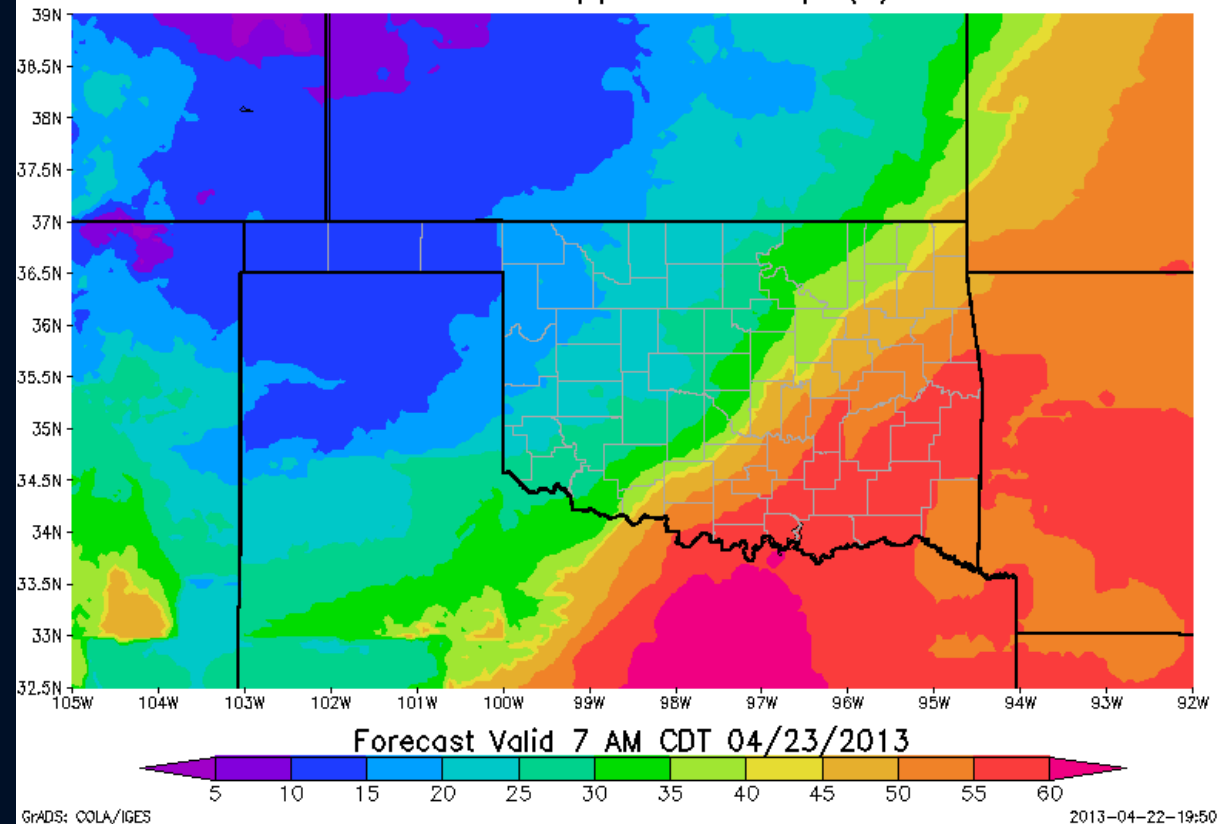 39N
38.5N
38N
37.5N
37N
36.5N
36N
35.5N
35N
34.5N
34N
33.5N
33N
32.5N
105W 104W 103W 102W 101W 100W 99W 98W 97W 96W 95W 94W 93W 92W
Forecast Valid 7 AM CDT 04/23/2013
5 10 15 20 25 30 35 40 45 50 55 60
GrADS: COLA/IGES 2013-04-22-19:50